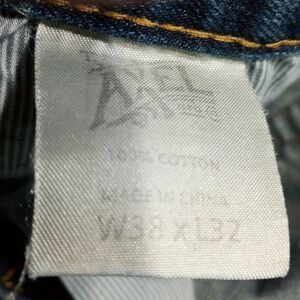 AXEL
100% COTTON
MADE IN CHINA
W38 x L32